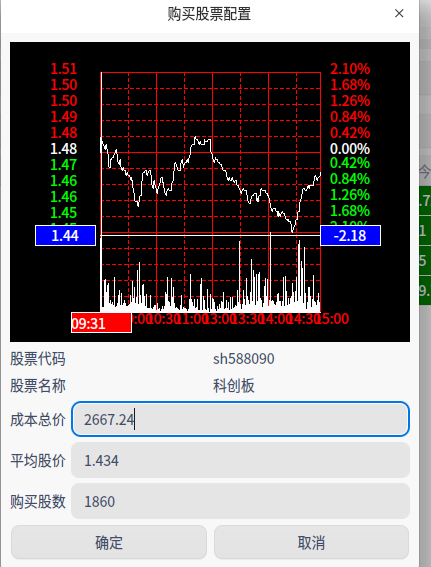 购买股票配置 ×
1.51 2.10%
1.50 1.68%
1.50 1.26%
1.49 0.84%
1.48 0.42%
1.48 0.00%
1.47 0.42%
1.46 0.84%
1.46 1.26%
1.45 1.68%
1.44 -2.18
09:31 13:00 13:30 14:00 14:30 15:00
股票代码 sh588090
股票名称 科创板
成本总价 2667.24
平均股价 1.434
购买股数 1860
确定 取消